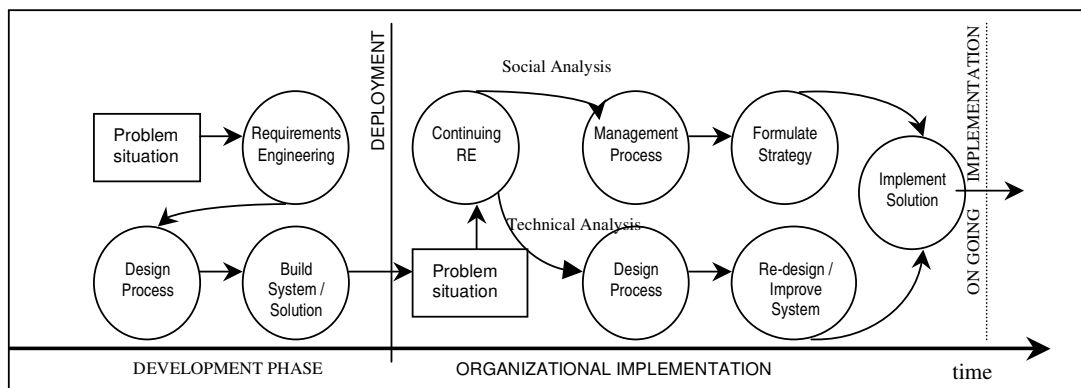 Problem
situation
Requirements
Engineering
Design
Process
Build
System /
Solution
DEPLOYMENT
Social Analysis
Continuing
RE
Management
Process
Formulate
Strategy
Technical Analysis
Problem
situation
Design
Process
Re-design /
Improve
System
Implement
Solution
ON GOING IMPLEMENTATION
DEVELOPMENT PHASE
ORGANIZATIONAL IMPLEMENTATION
time